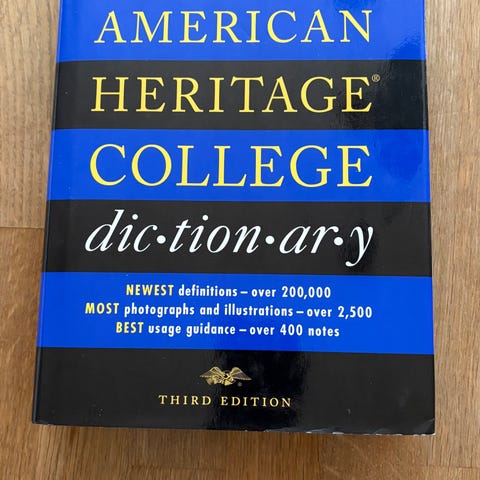 AMERICAN
HERITAGE®
COLLEGE
dic•tion•ar•y
NEWEST definitions – over 200,000
MOST photographs and illustrations – over 2,500
BEST usage guidance – over 400 notes
THIRD EDITION